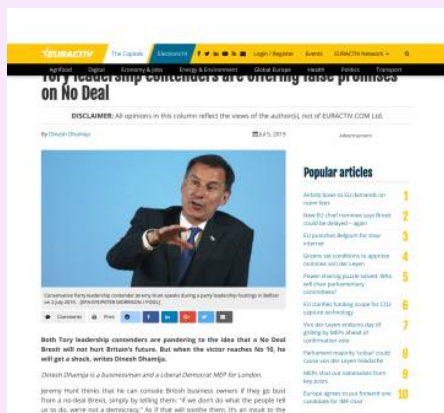 EURACTIV The Capitals Elections'19 Login / Register Events EURACTIV Network
Agrifood Digital Economy & Jobs Energy & Environment Global Europe Health Politics Transport
Tory leadership contenders are offering false promises
on No Deal
DISCLAIMER: All opinions in this column reflect the views of the author(s), not of EURACTIV.COM Ltd.
By Dinesh Dhamija
Jul 5, 2019
Advertisement
Conservative Party leadership contender Jeremy Hunt speaks during a party leadership hustings in Belfast
on 2 July 2019. [EPA-EFE/PETER MORRISON / POOL]
Comments Print
Both Tory leadership contenders are pandering to the idea that a No Deal
Brexit will not hurt Britain's future. But when the victor reaches No 10, he
will get a shock, writes Dinesh Dhamija.
Dinesh Dhamija is a businessman and a Liberal Democrat MEP for London.
Jeremy Hunt thinks that he can console British business owners if they go bust
from a no-deal Brexit, simply by telling them: "if we don't do what the people tell
us to do, we're not a democracy." As if that will soothe them. It's an insult to the
Popular articles
Airbnb bows to EU demands on
room fees
1
New EU chief nominee says Brexit
could be delayed – again
2
EU punishes Belgium for slow
internet
3
Greens set conditions to approve
nominee von der Leyen
4
Power sharing puzzle solved: Who
will chair parliamentary
committees?
5
EU clarifies funding scope for CO2
capture technology
6
Von der Leyen endures day of
grilling by MEPs ahead of
confirmation vote
7
Parliament majority 'colour' could
cause von der Leyen headache
8
MEPs shut out nationalists from
key posts
9
Europe agrees to put forward one
candidate for IMF chair
10